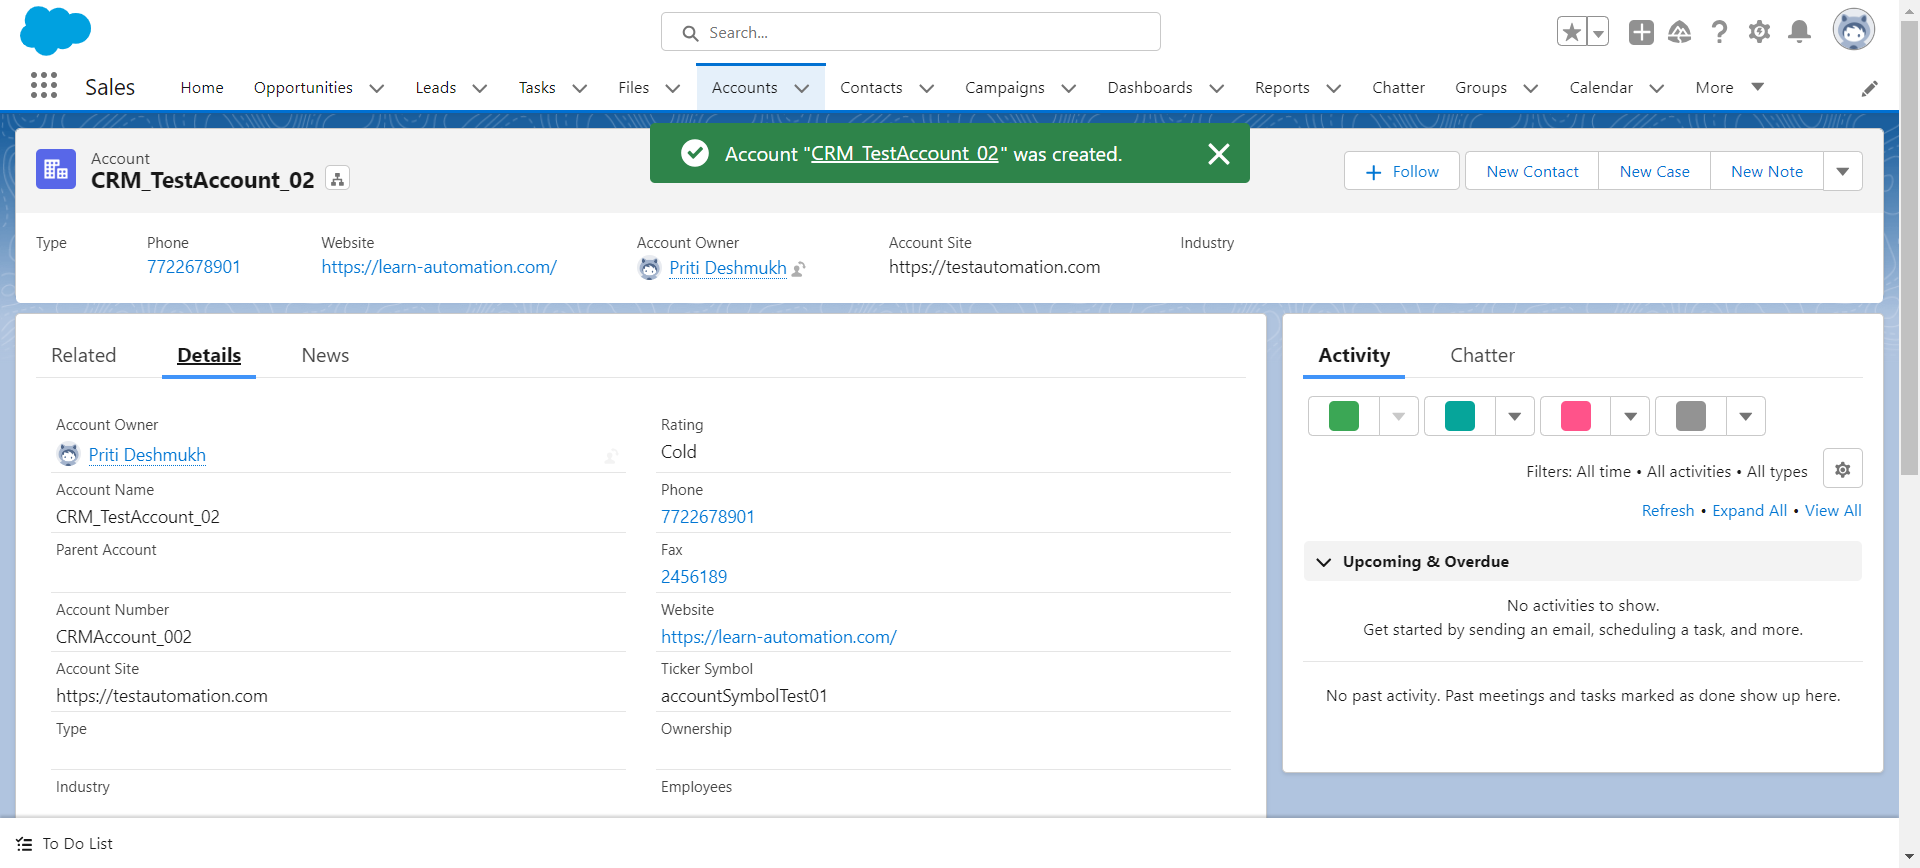 Search...
Sales
Home
Opportunities
Leads
Tasks
Files
Accounts
Contacts
Campaigns
Dashboards
Reports
Chatter
Groups
Calendar
More
Account "CRM_TestAccount_02" was created.
Account
CRM_TestAccount_02
Follow
New Contact
New Case
New Note
Type
Phone
7722678901
Website
https://learn-automation.com/
Account Owner
Priti Deshmukh
Account Site
https://testautomation.com
Industry
Related
Details
News
Account Owner
Priti Deshmukh
Rating
Cold
Account Name
CRM_TestAccount_02
Phone
7722678901
Parent Account
Fax
2456189
Account Number
CRMAccount_002
Website
https://learn-automation.com/
Account Site
https://testautomation.com
Ticker Symbol
accountSymbolTest01
Type
Ownership
Industry
Employees
Activity
Chatter
Filters: All time • All activities • All types
Refresh • Expand All • View All
Upcoming & Overdue
No activities to show.
Get started by sending an email, scheduling a task, and more.
No past activity. Past meetings and tasks marked as done show up here.
To Do List